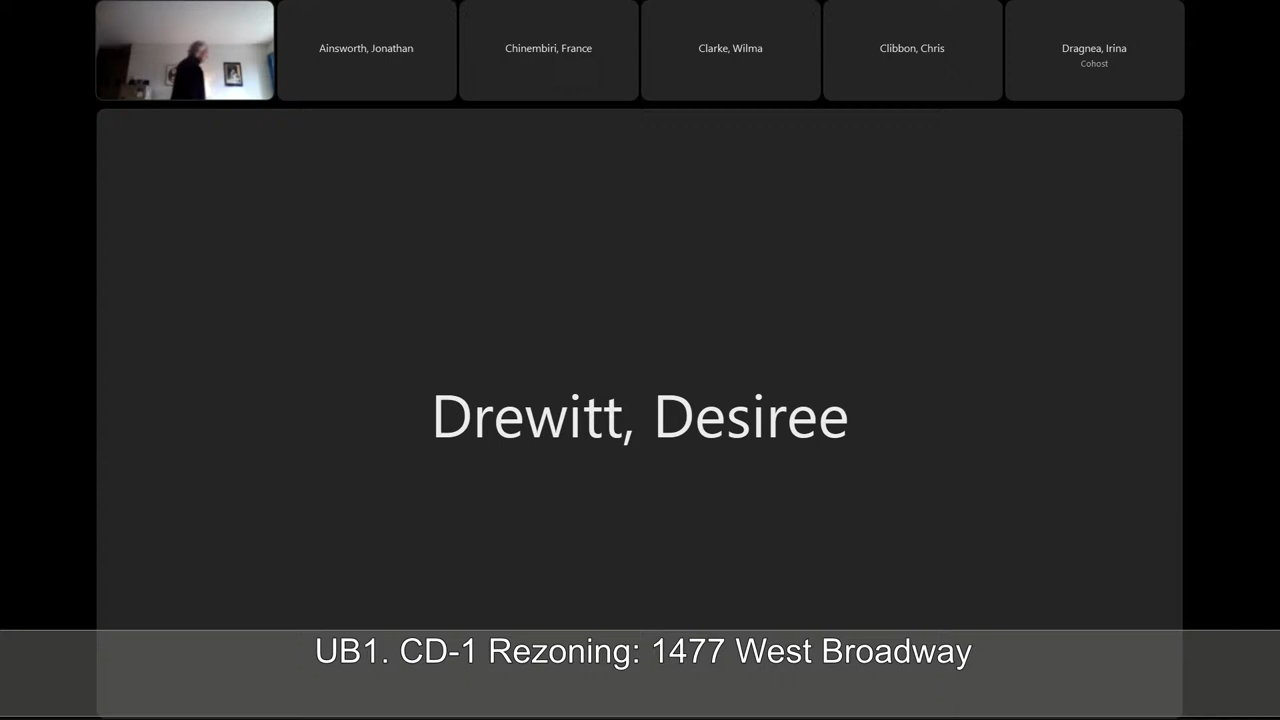 Ainsworth, Jonathan
Chinembiri, France
Clarke, Wilma
Clibbon, Chris
Dragnea, Irina
Cohost
Drewitt, Desiree
UB1. CD-1 Rezoning: 1477 West Broadway